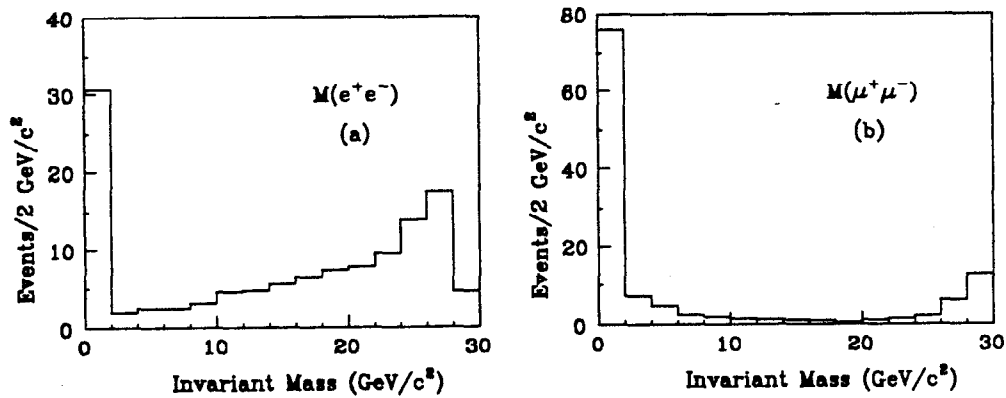 40
30
20
10
0
Events/2 GeV/c²
M(e⁺e⁻)
(a)
0 10 20 30
Invariant Mass (GeV/c²)
80
60
40
20
0
Events/2 GeV/c²
M(μ⁺μ⁻)
(b)
0 10 20 30
Invariant Mass (GeV/c²)